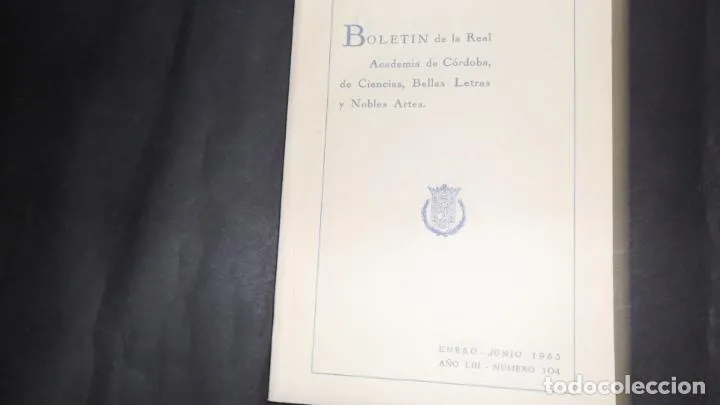 BOLETIN de la Real
Academia de Córdoba,
de Ciencias, Bellas Letras
y Nobles Artes.
ENERO - JUNIO 1963
AÑO LIII - NÚMERO 104
todocoleccion